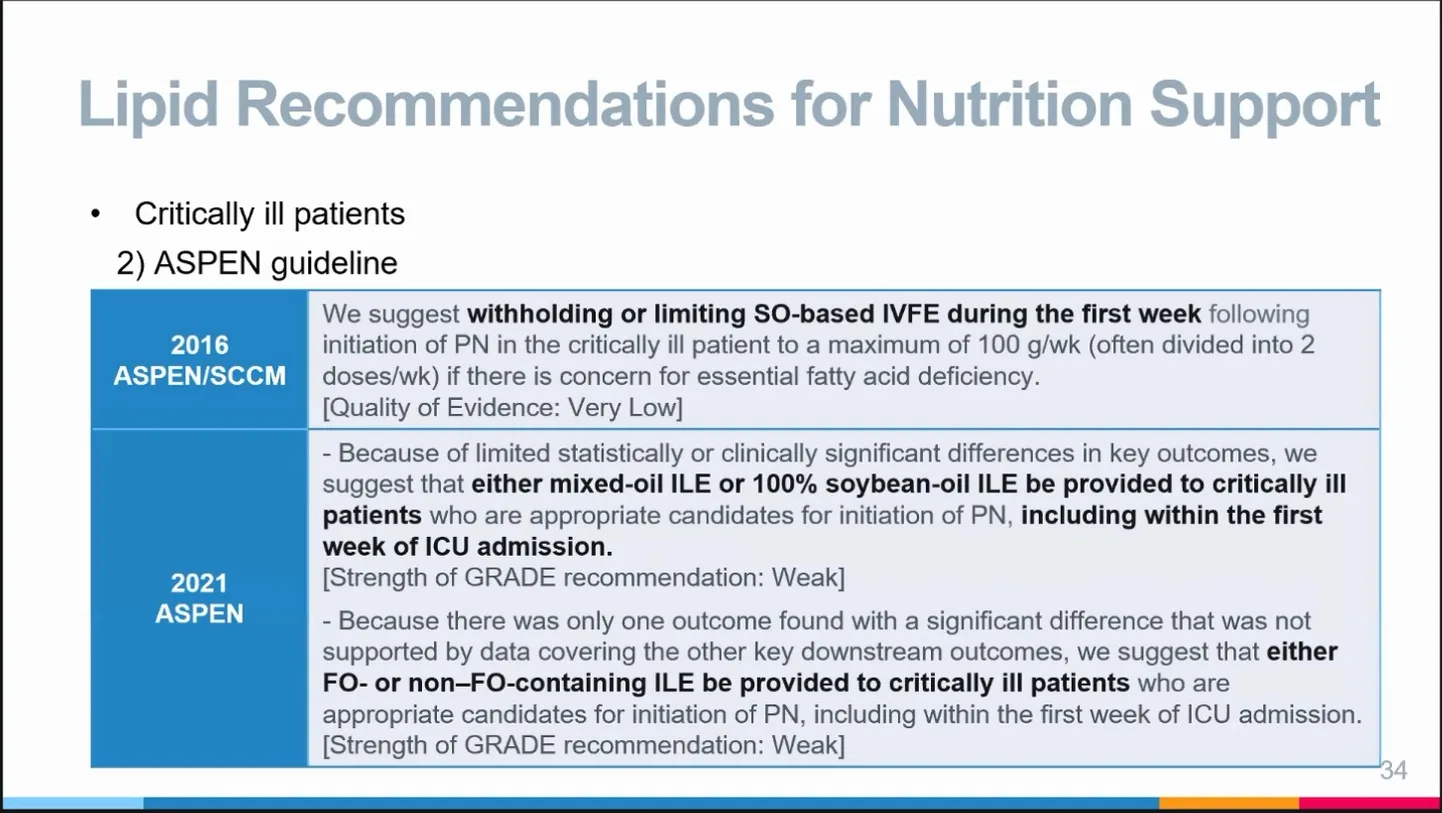 Lipid Recommendations for Nutrition Support
• Critically ill patients
2) ASPEN guideline
2016
ASPEN/SCCM
We suggest withholding or limiting SO-based IVFE during the first week following
initiation of PN in the critically ill patient to a maximum of 100 g/wk (often divided into 2
doses/wk) if there is concern for essential fatty acid deficiency.
[Quality of Evidence: Very Low]
2021
ASPEN
- Because of limited statistically or clinically significant differences in key outcomes, we
suggest that either mixed-oil ILE or 100% soybean-oil ILE be provided to critically ill
patients who are appropriate candidates for initiation of PN, including within the first
week of ICU admission.
[Strength of GRADE recommendation: Weak]
- Because there was only one outcome found with a significant difference that was not
supported by data covering the other key downstream outcomes, we suggest that either
FO- or non–FO-containing ILE be provided to critically ill patients who are
appropriate candidates for initiation of PN, including within the first week of ICU admission.
[Strength of GRADE recommendation: Weak]
34